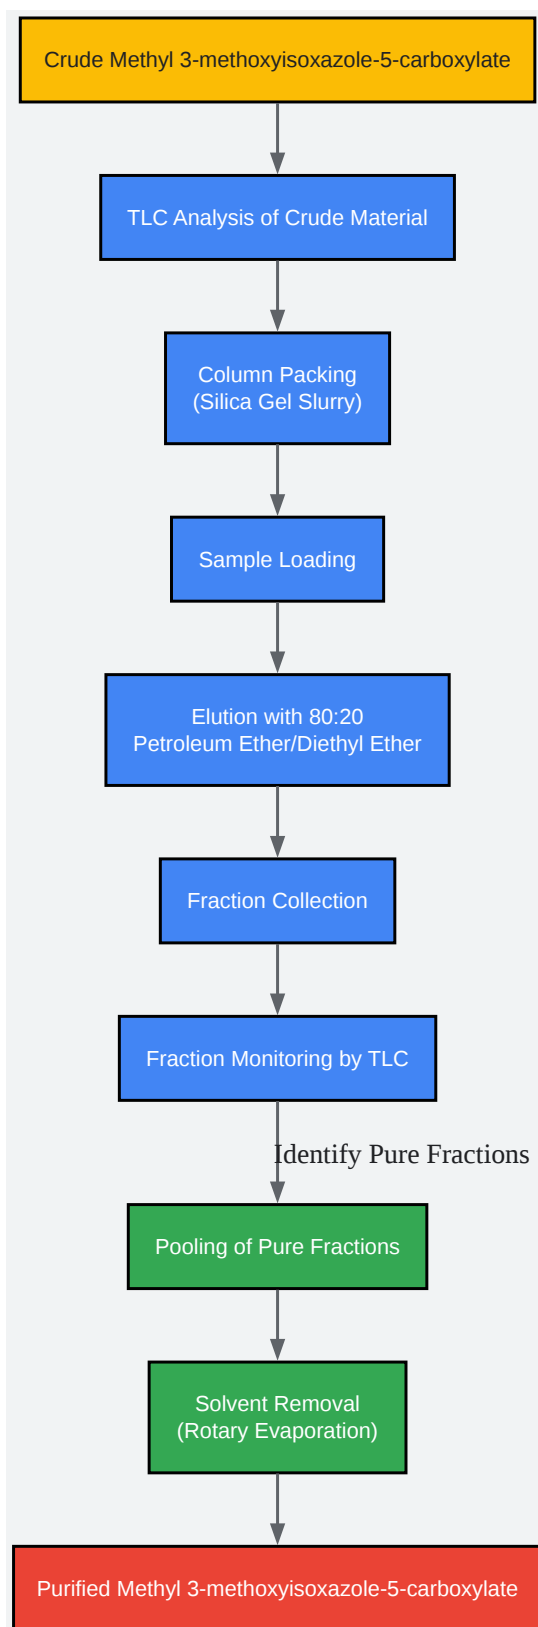 Crude Methyl 3-methoxyisoxazole-5-carboxylate
TLC Analysis of Crude Material
Column Packing
(Silica Gel Slurry)
Sample Loading
Elution with 80:20
Petroleum Ether/Diethyl Ether
Fraction Collection
Fraction Monitoring by TLC
Identify Pure Fractions
Pooling of Pure Fractions
Solvent Removal
(Rotary Evaporation)
Purified Methyl 3-methoxyisoxazole-5-carboxylate